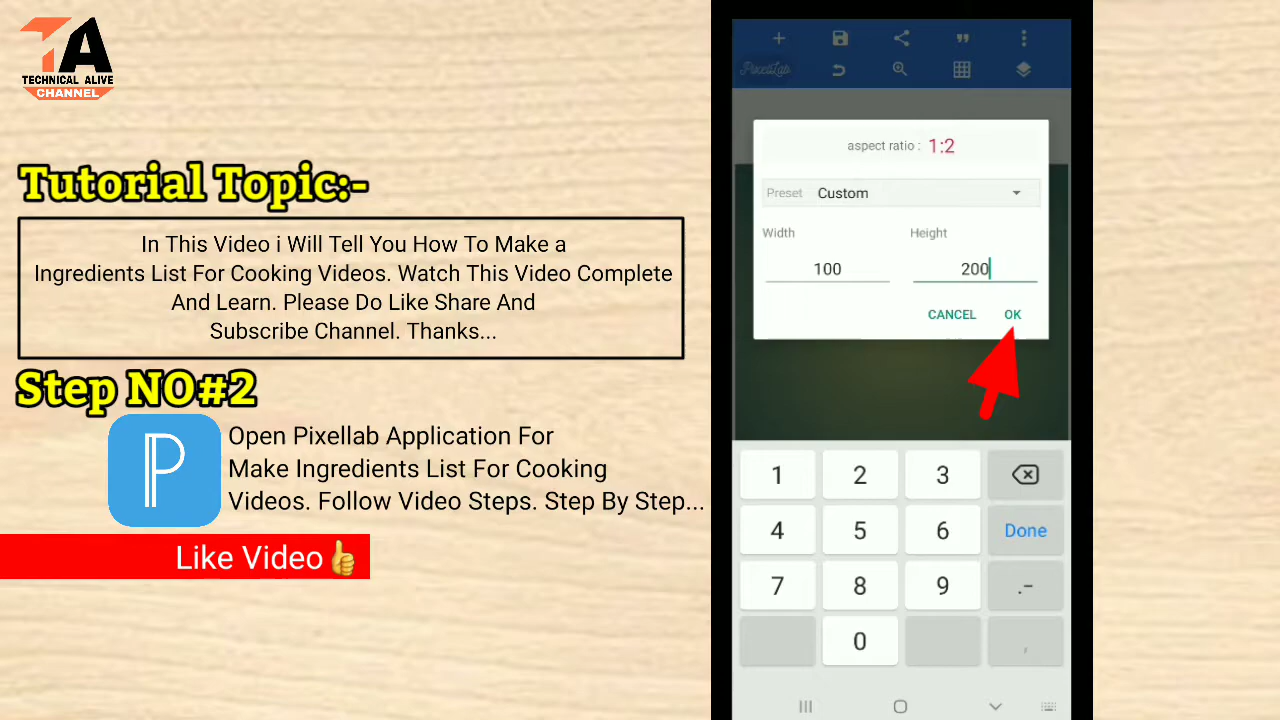 TA
TECHNICAL ALIVE
CHANNEL
Tutorial Topic:-
In This Video i Will Tell You How To Make a
Ingredients List For Cooking Videos. Watch This Video Complete
And Learn. Please Do Like Share And
Subscribe Channel. Thanks...
Step NO#2
P
Open Pixellab Application For
Make Ingredients List For Cooking
Videos. Follow Video Steps. Step By Step...
Like Video👍
PixelLab
aspect ratio : 1:2
Preset Custom
Width Height
100 200
CANCEL OK
1 2 3
4 5 6 Done
7 8 9 .-
0 ,